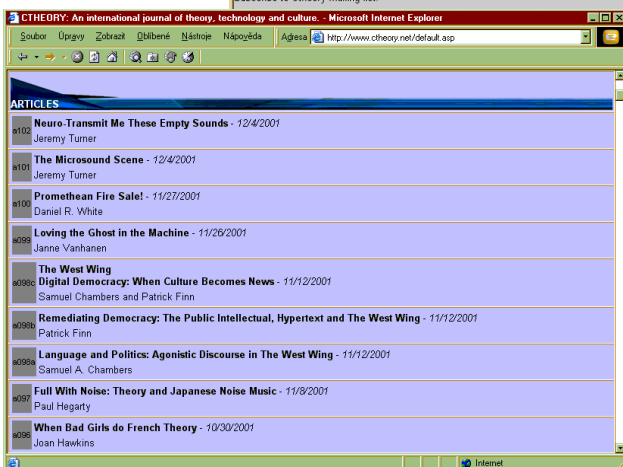 Subscribe to ctheory mailing list.
CTHEORY: An international journal of theory, technology and culture. - Microsoft Internet Explorer
Soubor Úpravy Zobrazit Oblíbené Nástroje Nápověda Adresa http://www.ctheory.net/default.asp
ARTICLES
a102 Neuro-Transmit Me These Empty Sounds - 12/4/2001
Jeremy Turner
a101 The Microsound Scene - 12/4/2001
Jeremy Turner
a100 Promethean Fire Sale! - 11/27/2001
Daniel R. White
a099 Loving the Ghost in the Machine - 11/26/2001
Janne Vanhanen
The West Wing
a098c Digital Democracy: When Culture Becomes News - 11/12/2001
Samuel Chambers and Patrick Finn
a098b Remediating Democracy: The Public Intellectual, Hypertext and The West Wing - 11/12/2001
Patrick Finn
a098a Language and Politics: Agonistic Discourse in The West Wing - 11/12/2001
Samuel A. Chambers
a097 Full With Noise: Theory and Japanese Noise Music - 11/8/2001
Paul Hegarty
a096 When Bad Girls do French Theory - 10/30/2001
Joan Hawkins
Internet